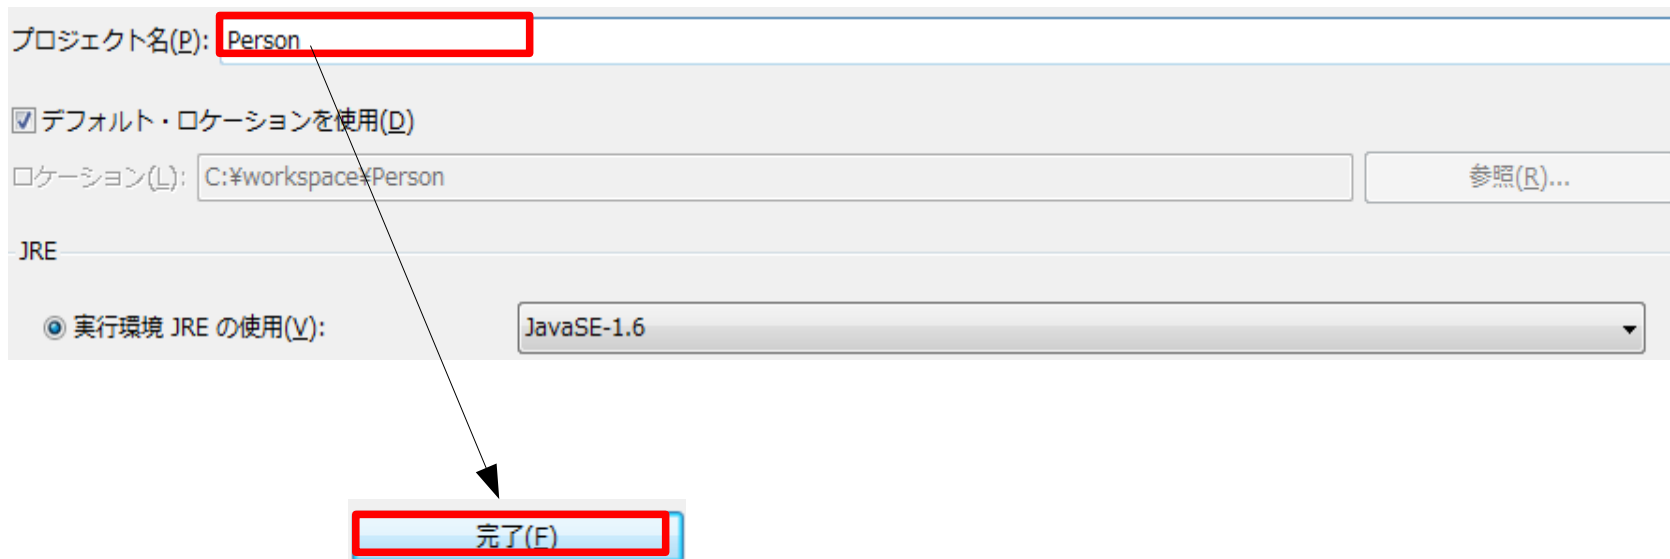 プロジェクト名(P): Person
デフォルト・ロケーションを使用(D)
ロケーション(L): C:¥workspace¥Person 参照(R)...
JRE
実行環境 JRE の使用(V): JavaSE-1.6
完了(F)